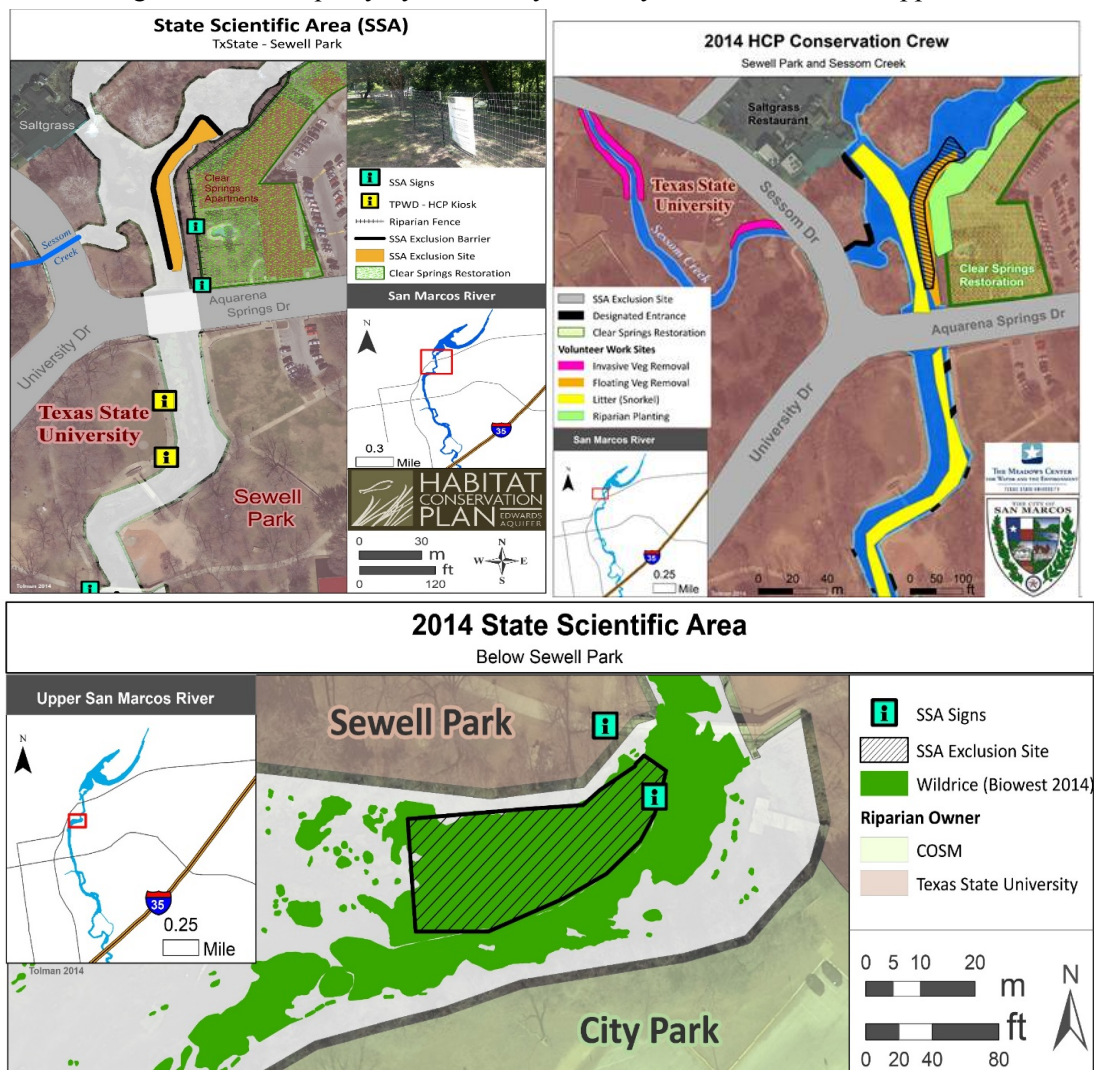 State Scientific Area (SSA)
TxState - Sewell Park
Saltgrass
Clear
Springs
Apartments
Sessom
Creek
Aquarena
Springs Dr
University Dr
Texas State
University
Sewell
Park
Tolman 2014
SSA Signs
TPWD - HCP Kiosk
Riparian Fence
SSA Exclusion Barrier
SSA Exclusion Site
Clear Springs Restoration
San Marcos River
N
35
0.3
Mile
HABITAT
CONSERVATION
PLAN
EDWARDS
AQUIFER
0 30
m
ft
0 120
N
W E
S
2014 HCP Conservation Crew
Sewell Park and Sessom Creek
Saltgrass
Restaurant
Texas State
University
Sessom Dr
Sessom Creek
Clear Springs
Restoration
Aquarena Springs Dr
University Dr
SSA Exclusion Site
Designated Entrance
Clear Springs Restoration
Volunteer Work Sites
Invasive Veg Removal
Floating Veg Removal
Litter (Snorkel)
Riparian Planting
San Marcos River
N
35
0.25
Mile
Tolman 2014
0 20 40
m
0 50 100
ft
THE MEADOWS CENTER
FOR WATER AND THE ENVIRONMENT
TEXAS STATE UNIVERSITY
THE CITY OF
SAN MARCOS
2014 State Scientific Area
Below Sewell Park
Upper San Marcos River
N
35
0.25
Mile
Tolman 2014
Sewell Park
City Park
SSA Signs
SSA Exclusion Site
Wildrice (Biowest 2014)
Riparian Owner
COSM
Texas State University
0 5 10 20
m
ft
0 20 40 80
N